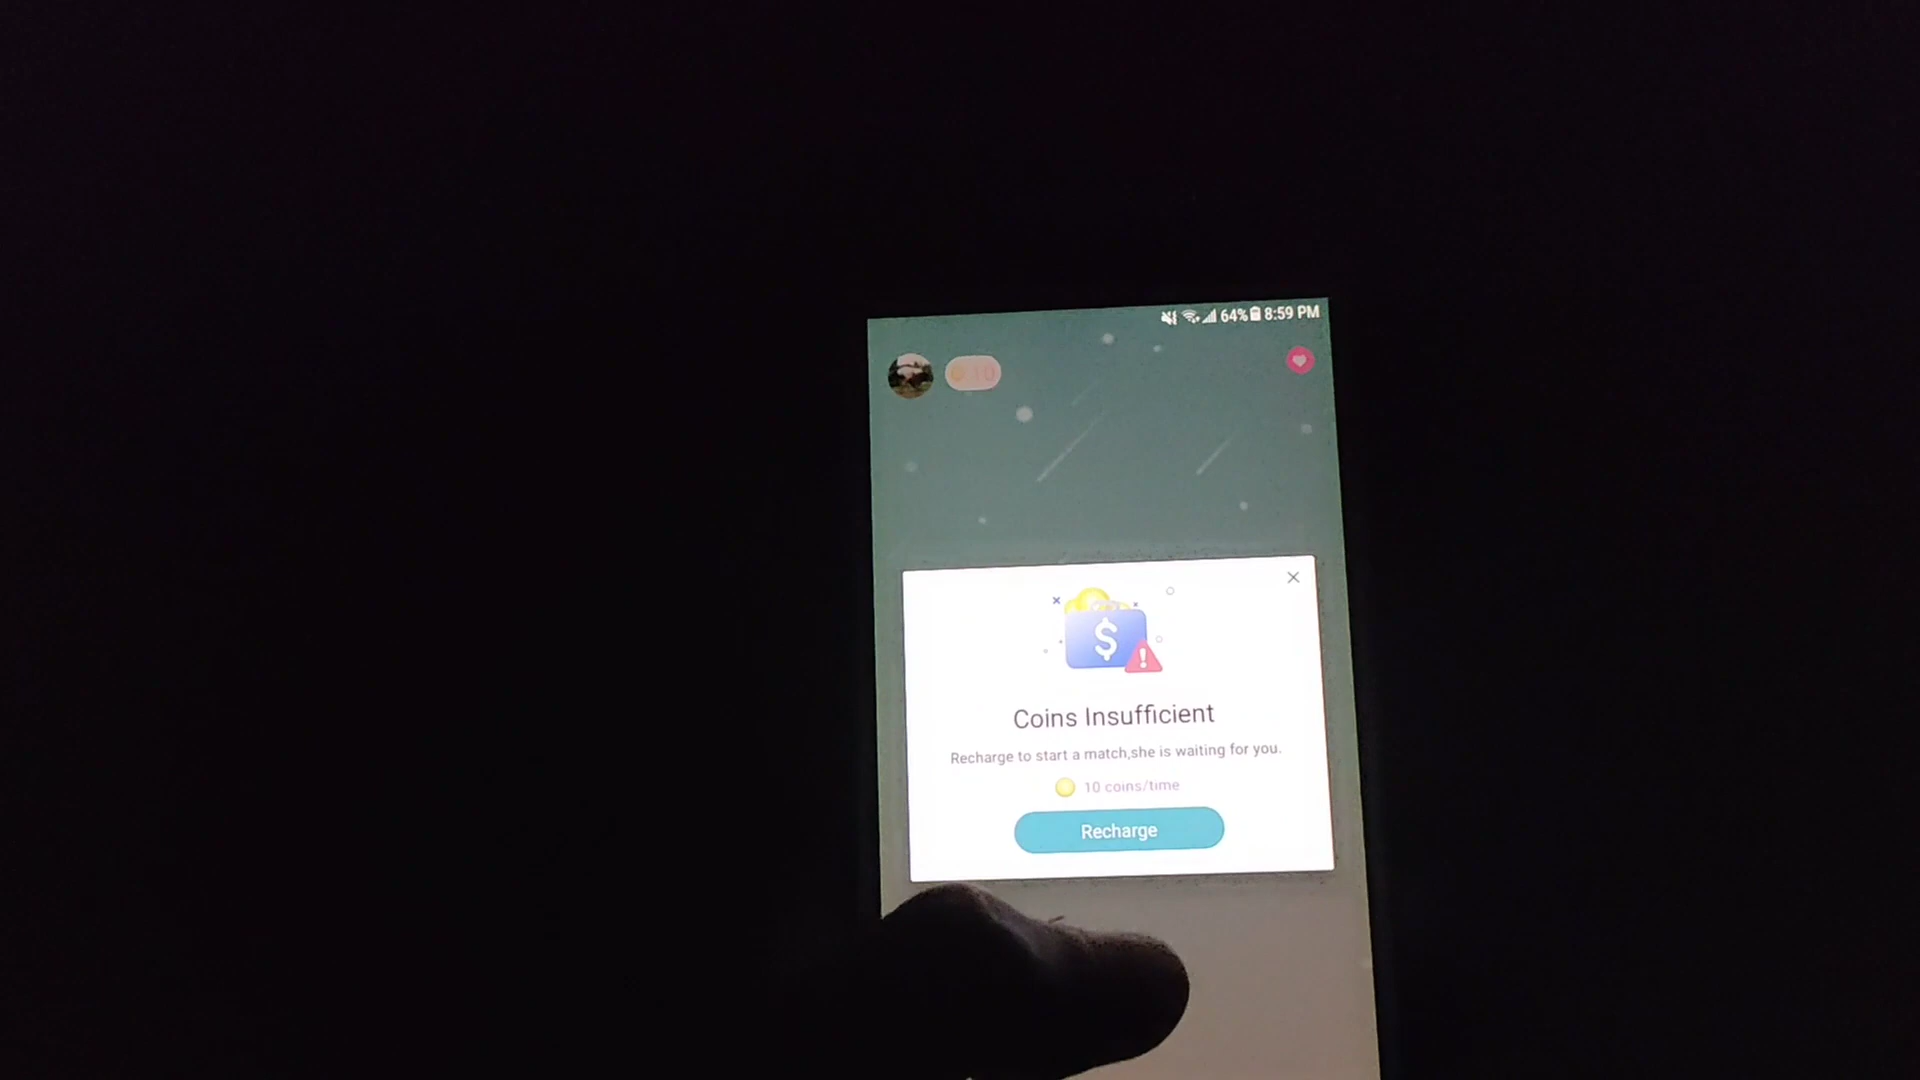 64% 8:59 PM
10
$
!
Coins Insufficient
Recharge to start a match,she is waiting for you.
10 coins/time
Recharge